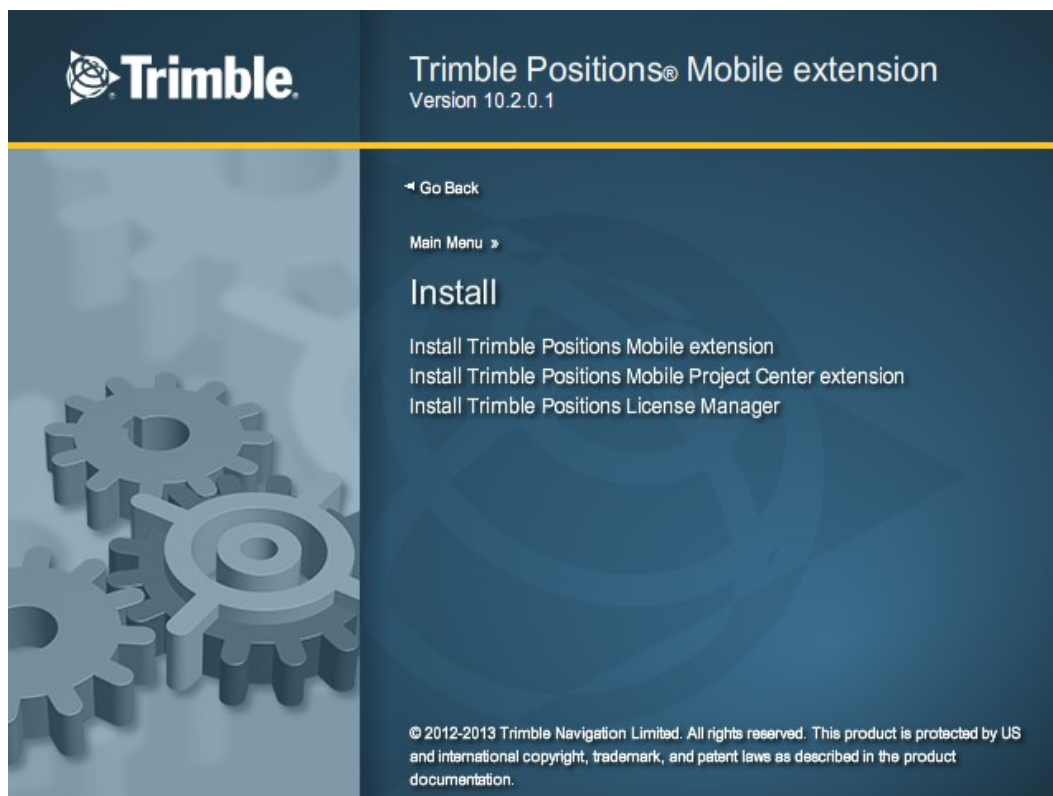 Trimble.
Trimble Positions® Mobile extension
Version 10.2.0.1
Go Back
Main Menu »
Install
Install Trimble Positions Mobile extension
Install Trimble Positions Mobile Project Center extension
Install Trimble Positions License Manager
© 2012-2013 Trimble Navigation Limited. All rights reserved. This product is protected by US
and international copyright, trademark, and patent laws as described in the product
documentation.